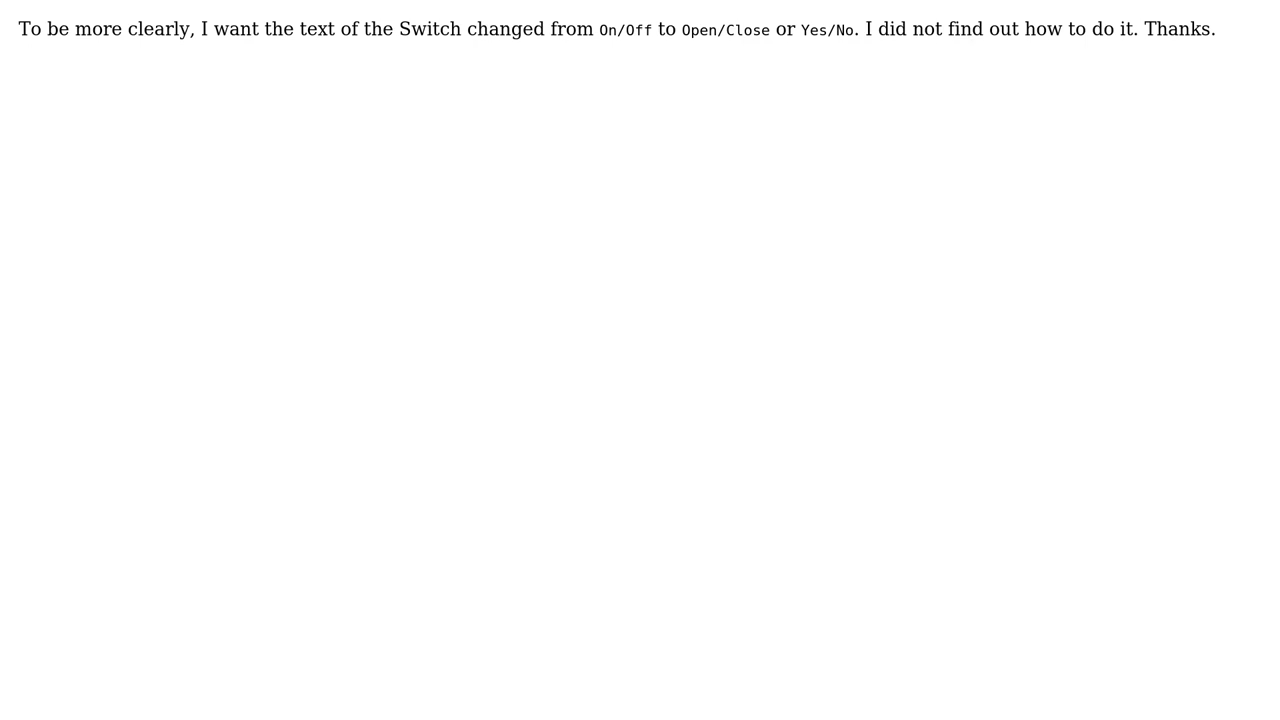 To be more clearly, I want the text of the Switch changed from On/Off to Open/Close or Yes/No. I did not find out how to do it. Thanks.